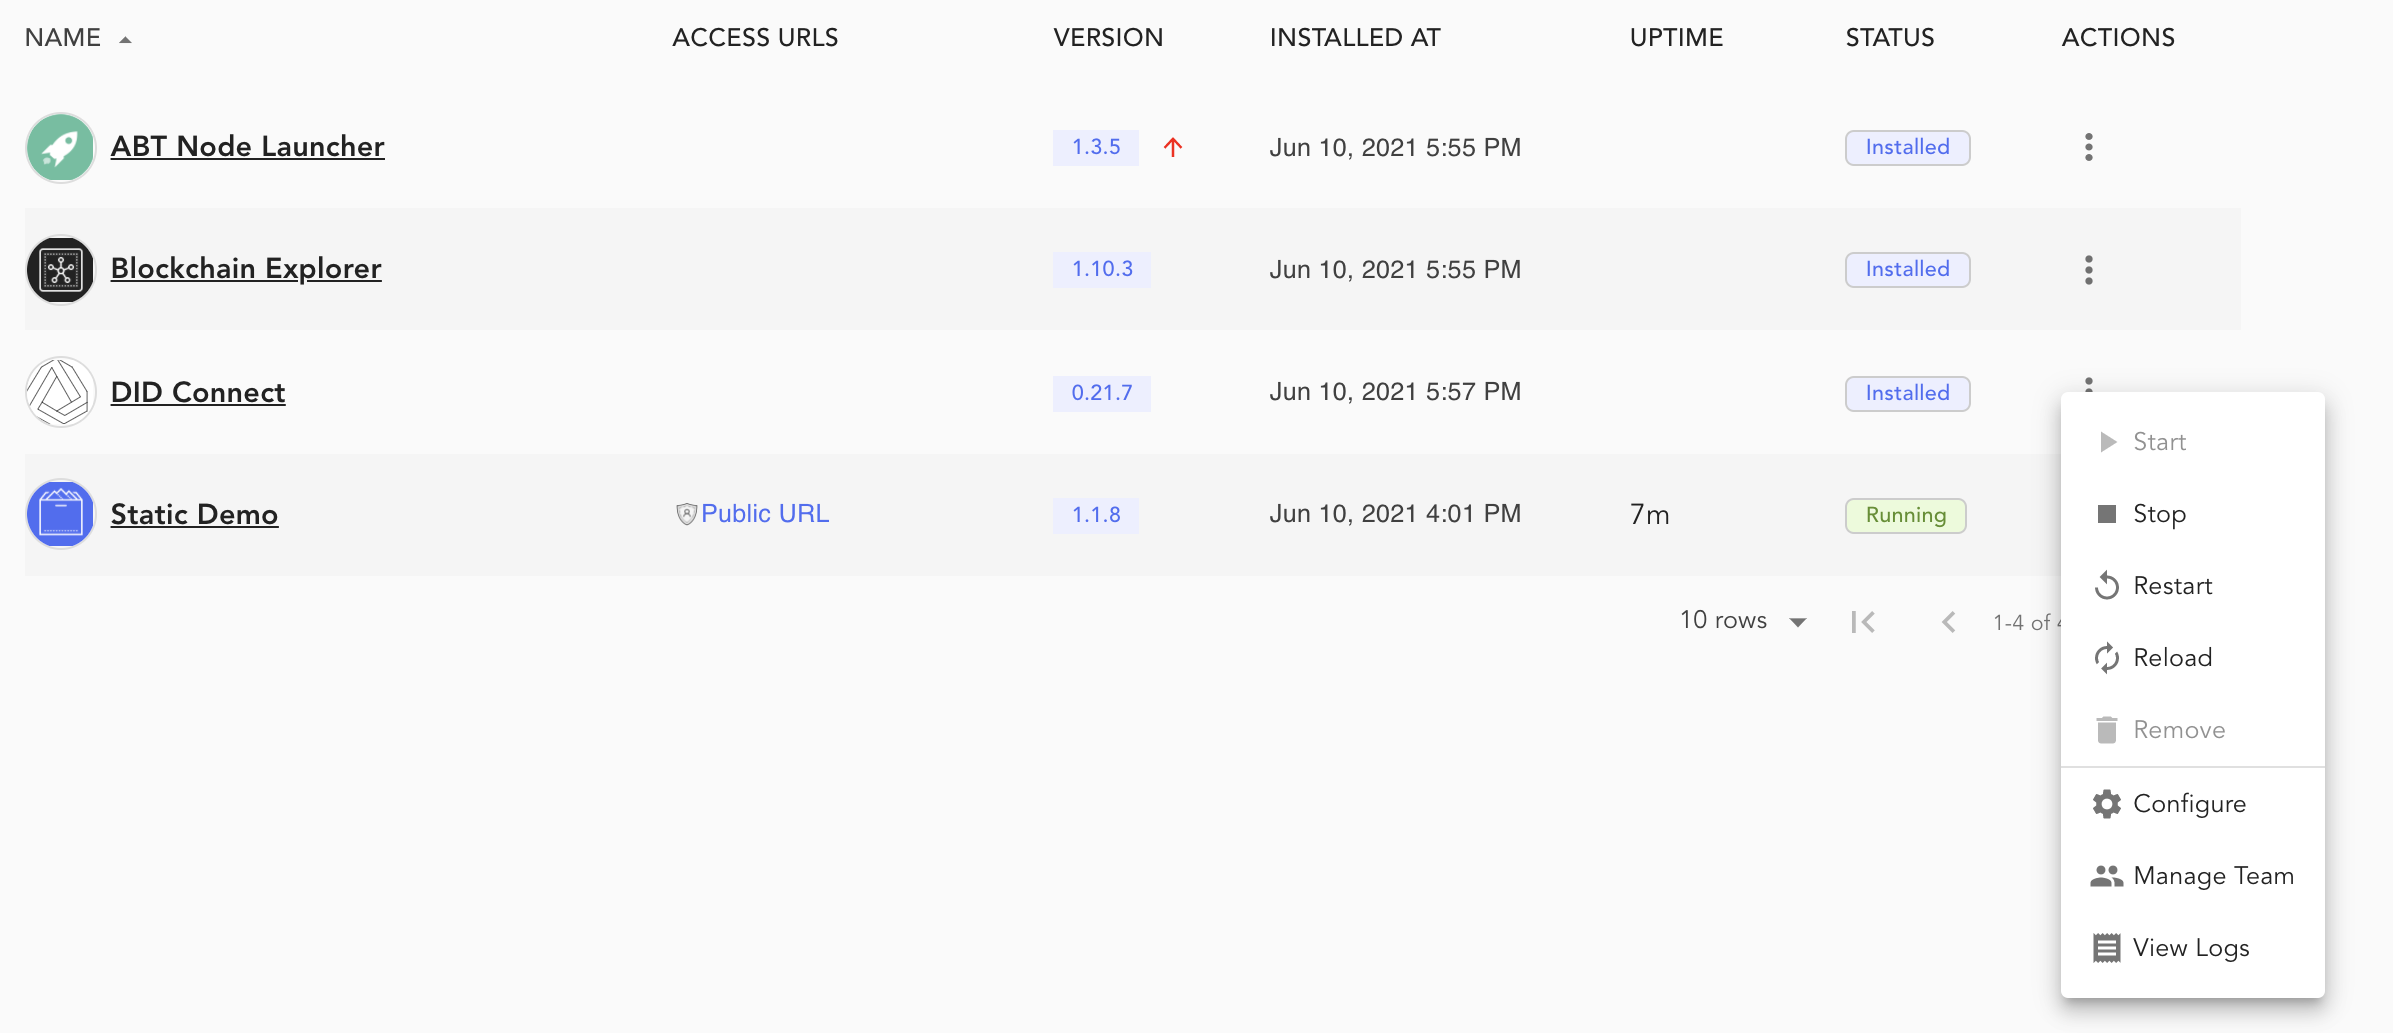 NAME ACCESS URLS VERSION INSTALLED AT UPTIME STATUS ACTIONS
ABT Node Launcher 1.3.5 Jun 10, 2021 5:55 PM Installed
Blockchain Explorer 1.10.3 Jun 10, 2021 5:55 PM Installed
DID Connect 0.21.7 Jun 10, 2021 5:57 PM Installed
Static Demo Public URL 1.1.8 Jun 10, 2021 4:01 PM 7m Running
10 rows 1-4 of
Start
Stop
Restart
Reload
Remove
Configure
Manage Team
View Logs